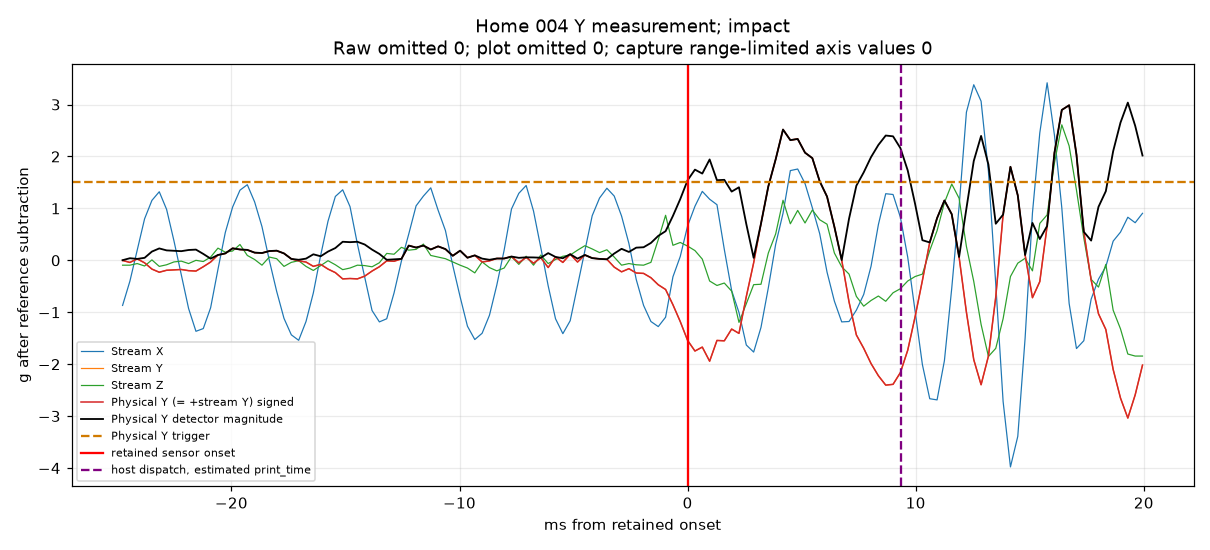 Home 004 Y measurement; impact
Raw omitted 0; plot omitted 0; capture range-limited axis values 0
g after reference subtraction
3
2
1
0
−1
−2
−3
−4
Stream X
Stream Y
Stream Z
Physical Y (= +stream Y) signed
Physical Y detector magnitude
Physical Y trigger
retained sensor onset
host dispatch, estimated print_time
−20
−10
0
10
20
ms from retained onset